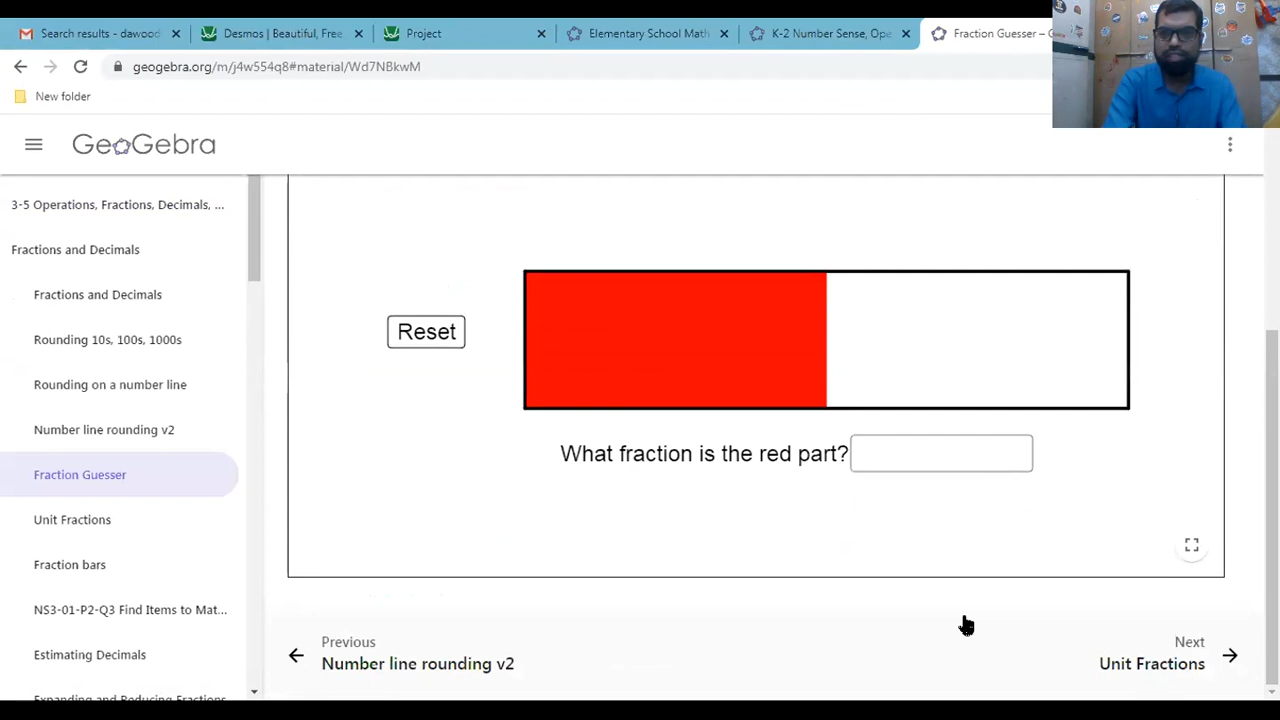 Search results - dawood
Desmos | Beautiful, Free
Project
Elementary School Math
K-2 Number Sense, Ope
Fraction Guesser – G
geogebra.org/m/j4w554q8#material/Wd7NBkwM
New folder
GeoGebra
3-5 Operations, Fractions, Decimals, ...
Fractions and Decimals
Fractions and Decimals
Rounding 10s, 100s, 1000s
Rounding on a number line
Number line rounding v2
Fraction Guesser
Unit Fractions
Fraction bars
NS3-01-P2-Q3 Find Items to Mat...
Estimating Decimals
Expanding and Reducing Fractions
Reset
What fraction is the red part?
Previous
Number line rounding v2
Next
Unit Fractions